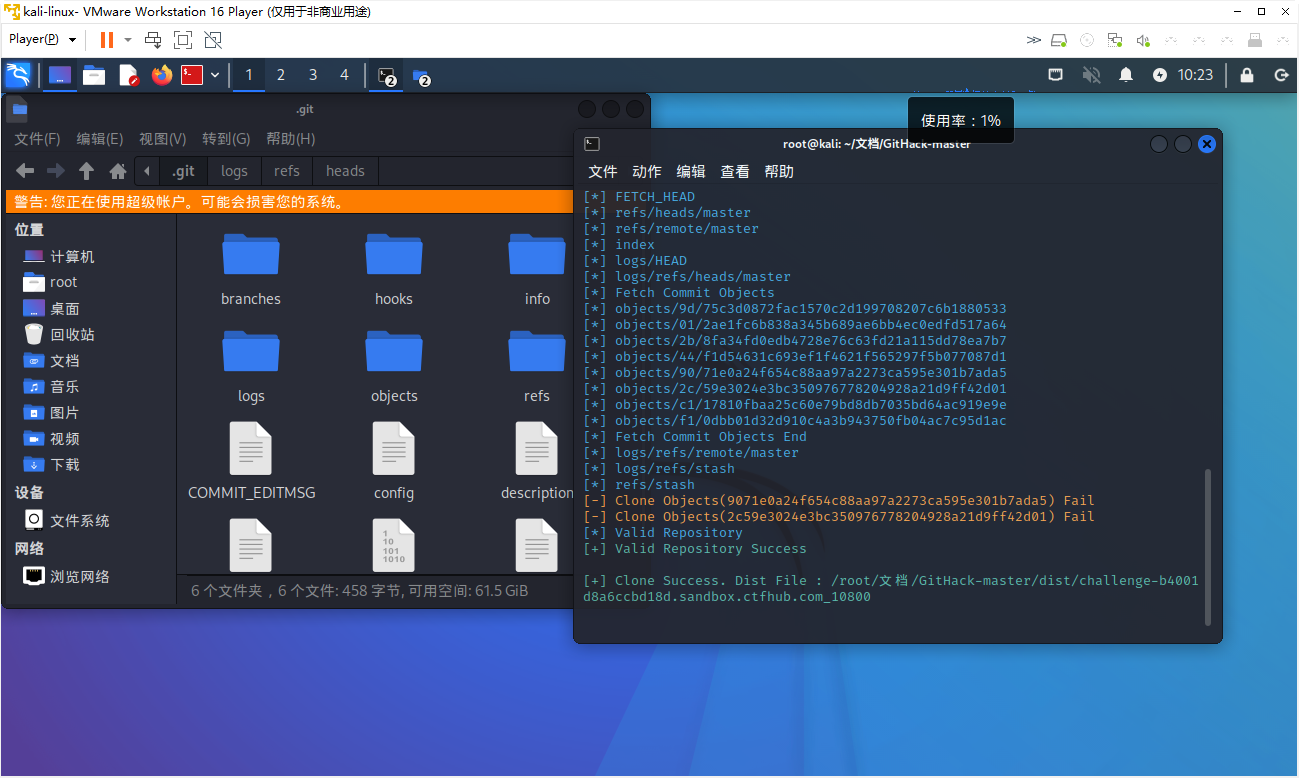 kali-linux- VMware Workstation 16 Player (仅用于非商业用途)
Player(P)
1 2 3 4
2
2
10:23
使用率：1%
.git
文件(F) 编辑(E) 视图(V) 转到(G) 帮助(H)
.git logs refs heads
警告: 您正在使用超级帐户。可能会损害您的系统。
位置
计算机
root
桌面
回收站
文档
音乐
图片
视频
下载
设备
文件系统
网络
浏览网络
branches hooks info
logs objects refs
COMMIT_EDITMSG config description
1
10
101
1010
6 个文件夹，6 个文件: 458 字节, 可用空间: 61.5 GiB
root@kali: ~/文档/GitHack-master
文件 动作 编辑 查看 帮助
[*] FETCH_HEAD
[*] refs/heads/master
[*] refs/remote/master
[*] index
[*] logs/HEAD
[*] logs/refs/heads/master
[*] Fetch Commit Objects
[*] objects/9d/75c3d0872fac1570c2d199708207c6b1880533
[*] objects/01/2ae1fc6b838a345b689ae6bb4ec0edfd517a64
[*] objects/2b/8fa34fd0edb4728e76c63fd21a115dd78ea7b7
[*] objects/44/f1d54631c693ef1f4621f565297f5b077087d1
[*] objects/90/71e0a24f654c88aa97a2273ca595e301b7ada5
[*] objects/2c/59e3024e3bc350976778204928a21d9ff42d01
[*] objects/c1/17810fbaa25c60e79bd8db7035bd64ac919e9e
[*] objects/f1/0dbb01d32d910c4a3b943750fb04ac7c95d1ac
[*] Fetch Commit Objects End
[*] logs/refs/remote/master
[*] logs/refs/stash
[*] refs/stash
[-] Clone Objects(9071e0a24f654c88aa97a2273ca595e301b7ada5) Fail
[-] Clone Objects(2c59e3024e3bc350976778204928a21d9ff42d01) Fail
[*] Valid Repository
[+] Valid Repository Success
[+] Clone Success. Dist File : /root/文档/GitHack-master/dist/challenge-b4001
d8a6ccbd18d.sandbox.ctfhub.com_10800